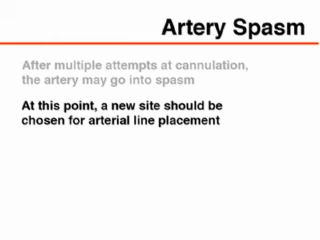 Artery Spasm
After multiple attempts at cannulation,
the artery may go into spasm
At this point, a new site should be
chosen for arterial line placement